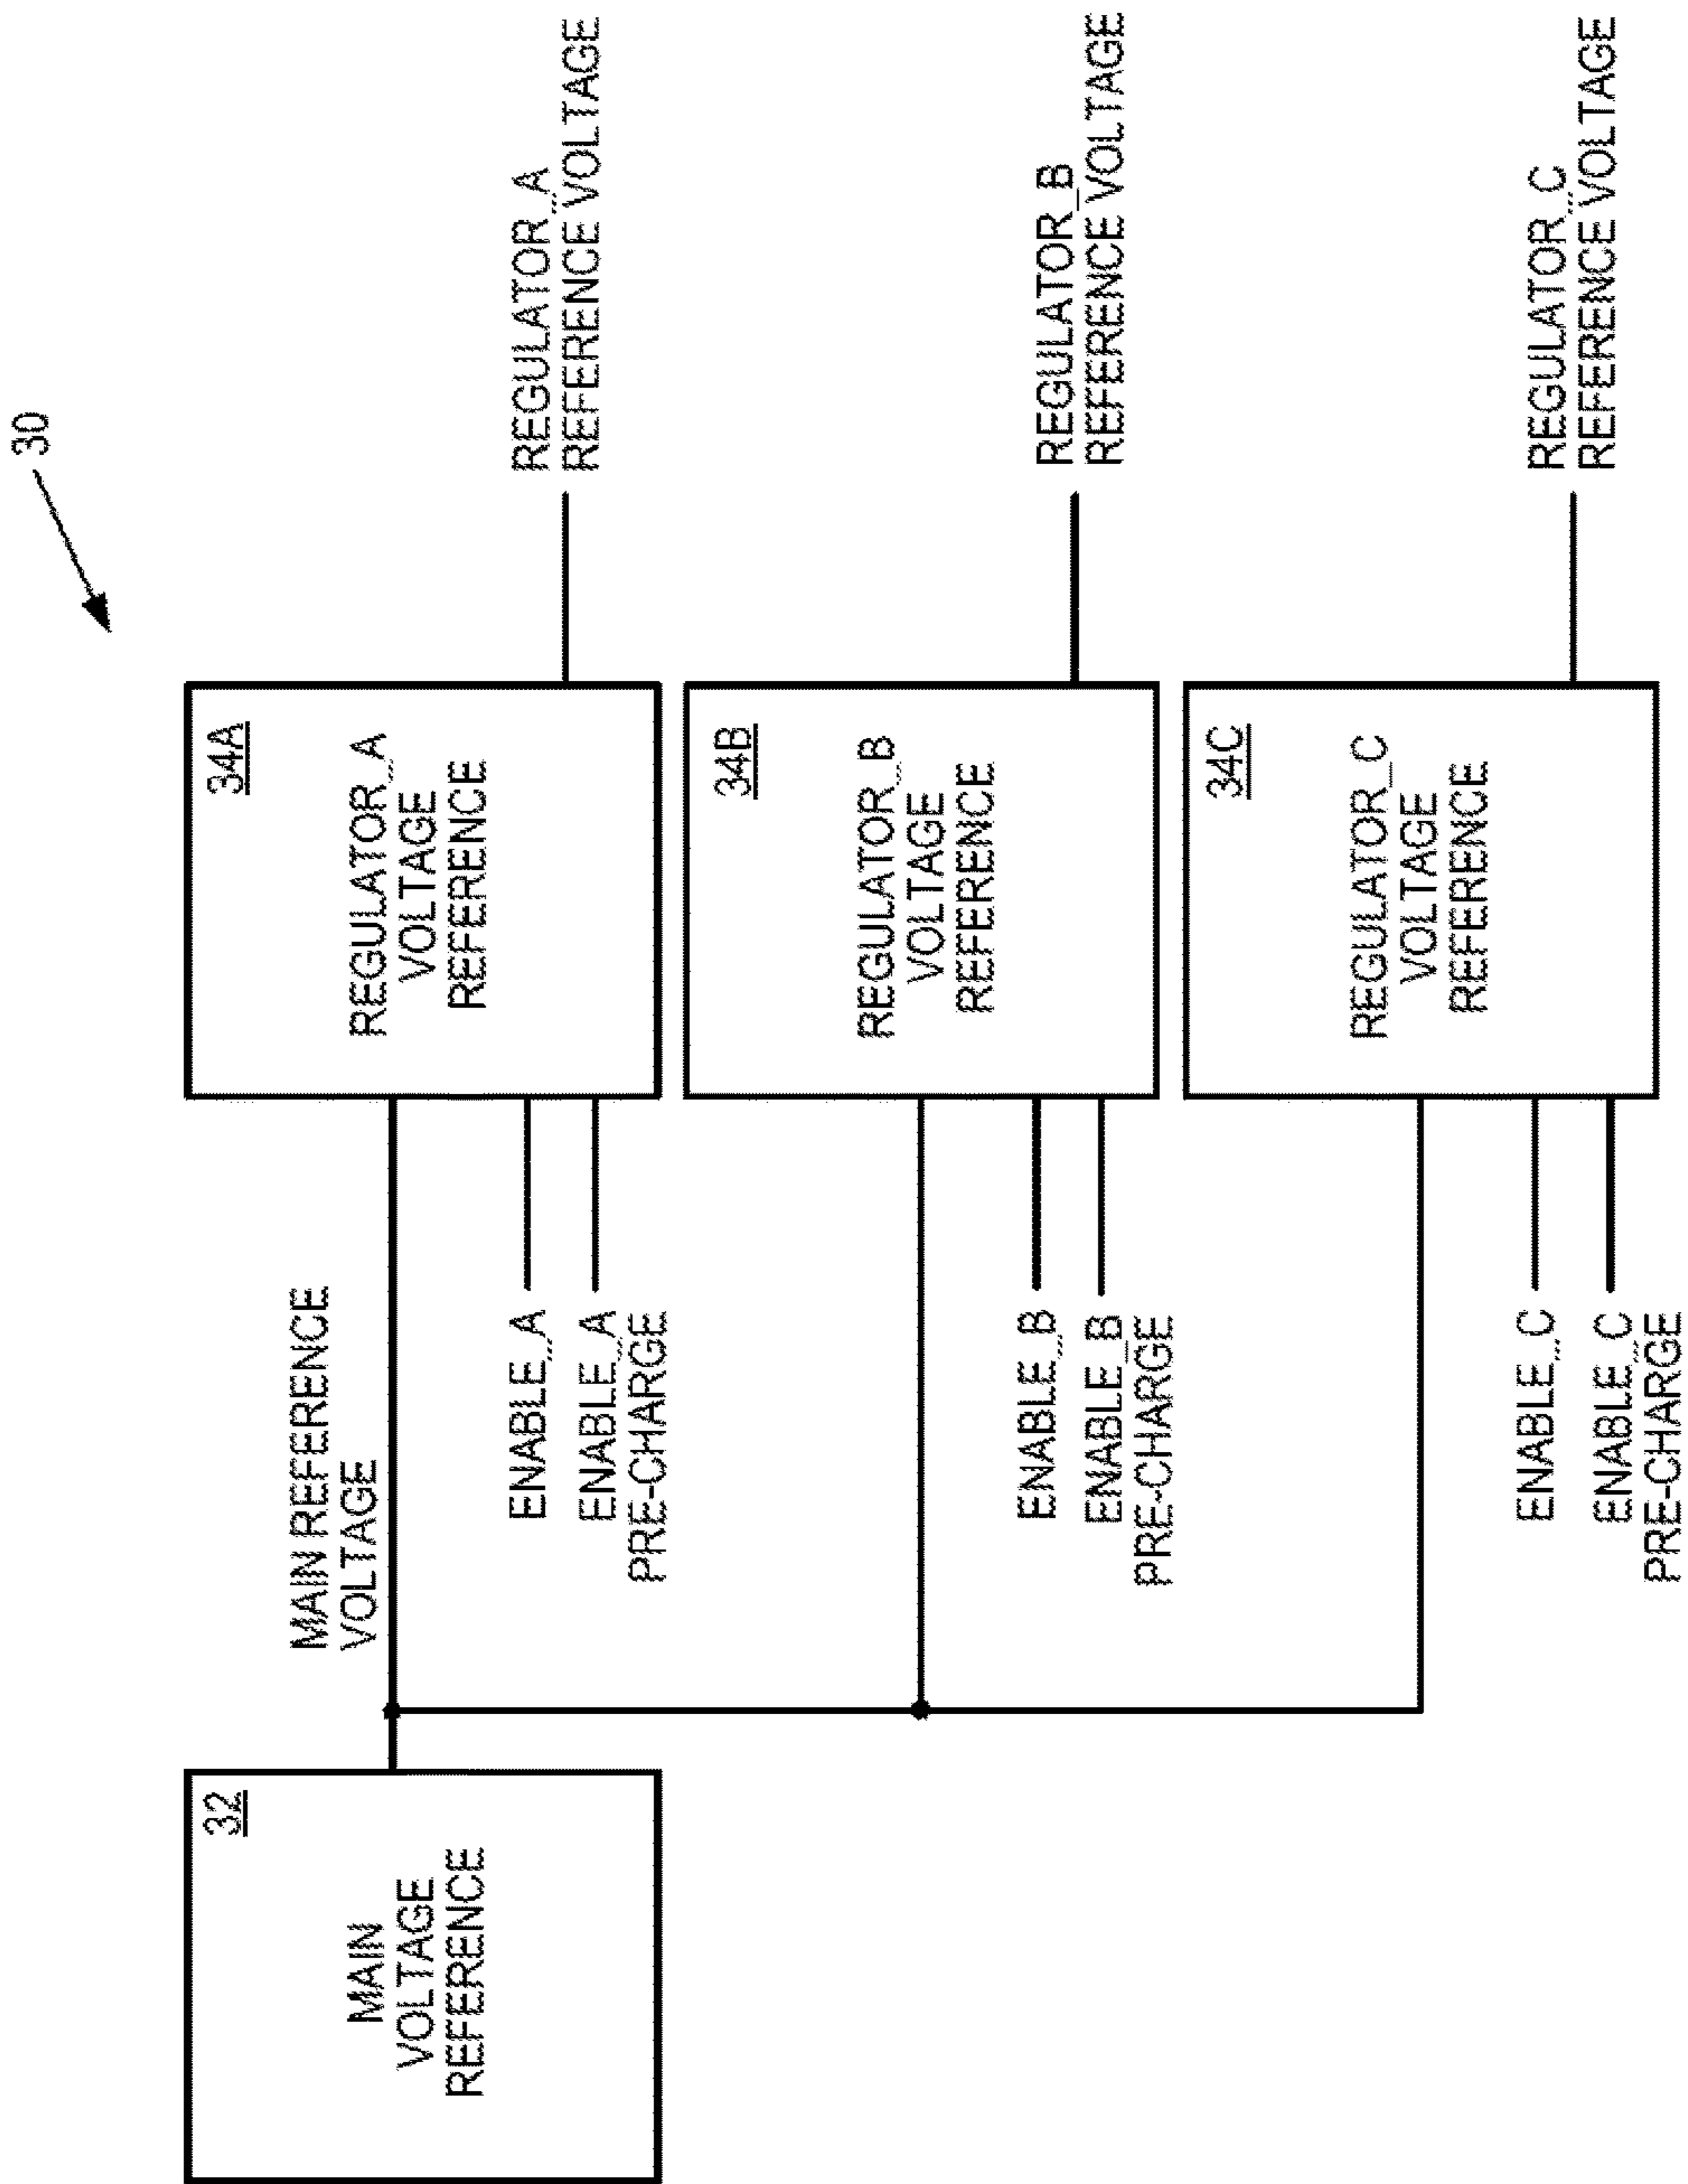 30
32
MAIN
VOLTAGE
REFERENCE
MAIN REFERENCE
VOLTAGE
34A
REGULATOR_A
VOLTAGE
REFERENCE
ENABLE_A
ENABLE_A
PRE-CHARGE
REGULATOR_A
REFERENCE VOLTAGE
34B
REGULATOR_B
VOLTAGE
REFERENCE
ENABLE_B
ENABLE_B
PRE-CHARGE
REGULATOR_B
REFERENCE VOLTAGE
34C
REGULATOR_C
VOLTAGE
REFERENCE
ENABLE_C
ENABLE_C
PRE-CHARGE
REGULATOR_C
REFERENCE VOLTAGE